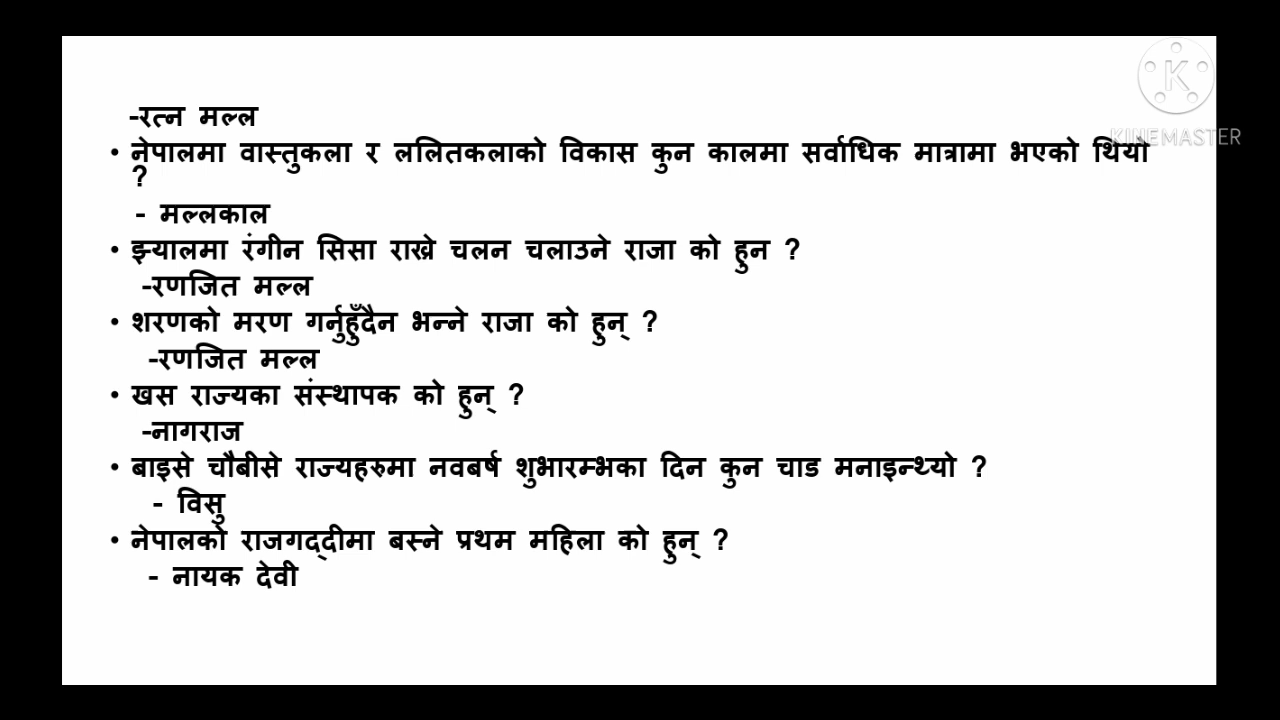 -रत्न मल्ल
• नेपालमा वास्तुकला र ललितकलाको विकास कुन कालमा सर्वाधिक मात्रामा भएको थियो
?
- मल्लकाल
• झ्यालमा रंगीन सिसा राख्ने चलन चलाउने राजा को हुन ?
-रणजित मल्ल
• शरणको मरण गर्नुहुँदैन भन्ने राजा को हुन् ?
-रणजित मल्ल
• खस राज्यका संस्थापक को हुन् ?
-नागराज
• बाइसे चौबीसे राज्यहरुमा नवबर्ष शुभारम्भका दिन कुन चाड मनाइन्थ्यो ?
- विसु
• नेपालको राजगद्दीमा बस्ने प्रथम महिला को हुन् ?
- नायक देवी
K
KINEMASTER